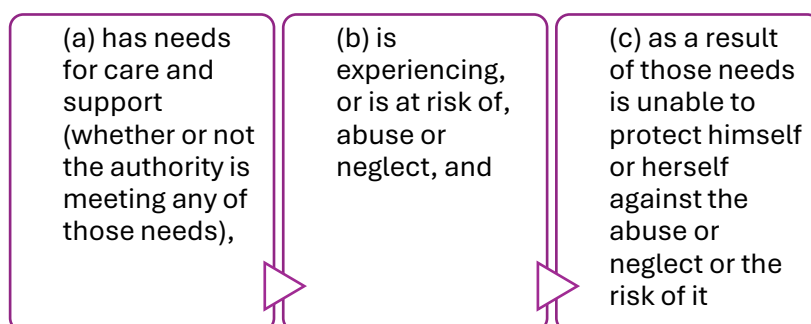 (a) has needs
for care and
support
(whether or not
the authority is
meeting any of
those needs),
(b) is
experiencing,
or is at risk of,
abuse or
neglect, and
(c) as a result
of those needs
is unable to
protect himself
or herself
against the
abuse or
neglect or the
risk of it